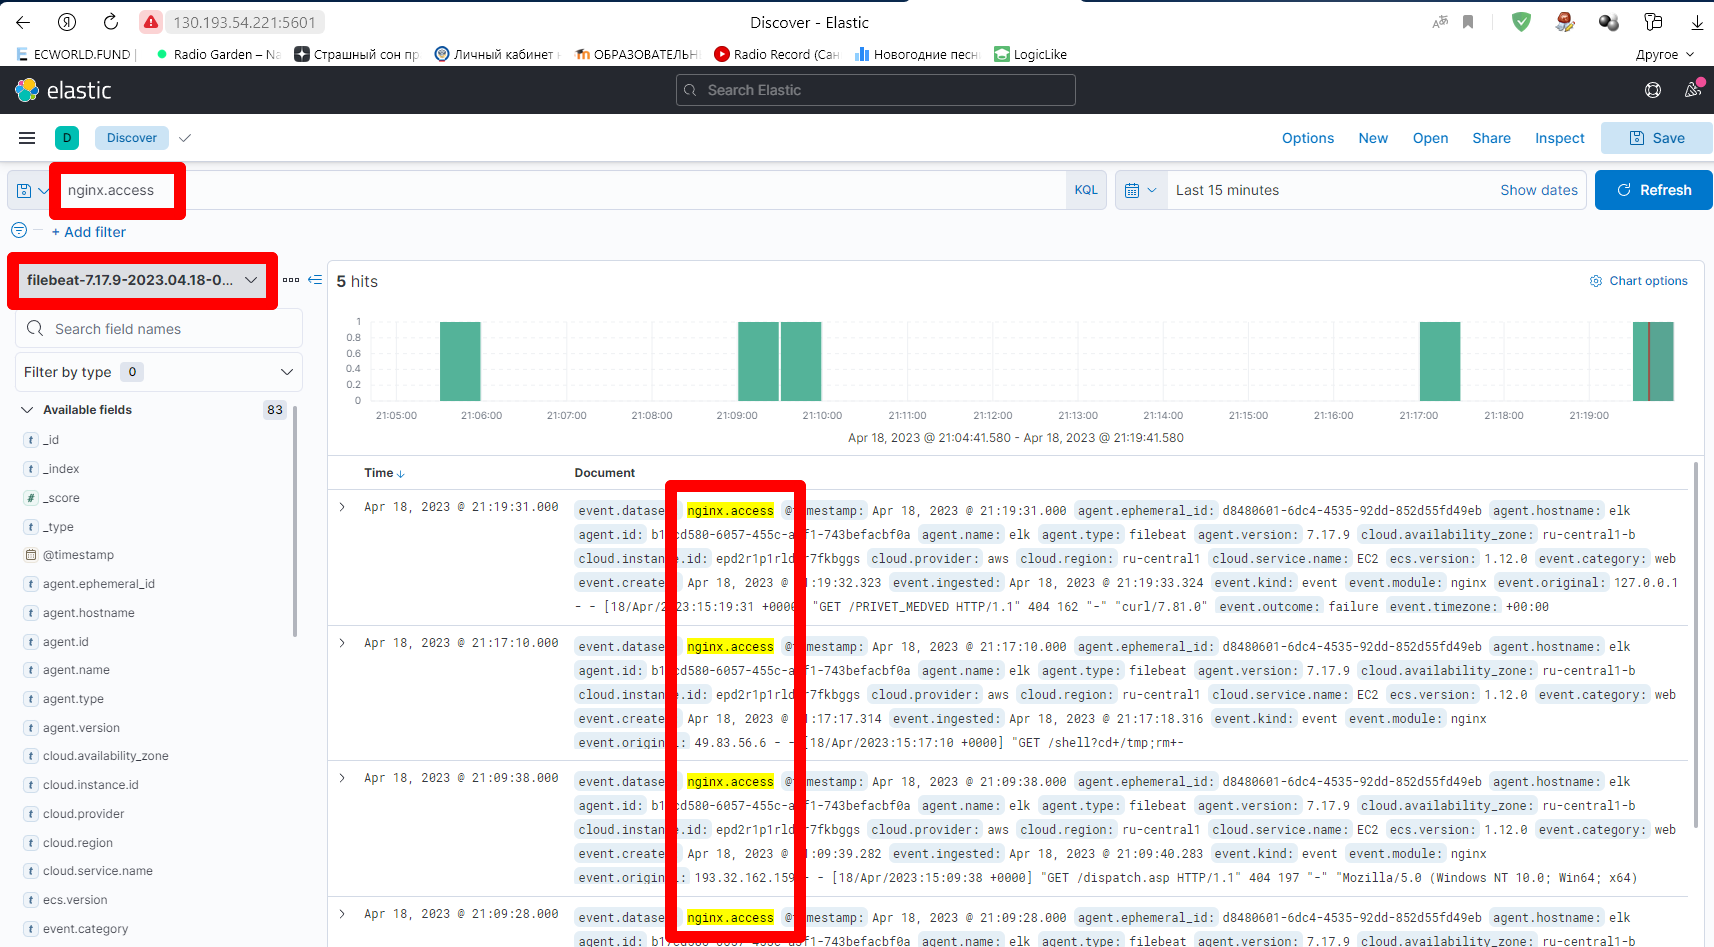 130.193.54.221:5601
Discover - Elastic
ECWORLD.FUND |
Radio Garden – Na
Страшный сон пр
Личный кабинет н
ОБРАЗОВАТЕЛЬН
Radio Record (Сан
Новогодние песн
LogicLike
Другое
elastic
Search Elastic
D
Discover
Options
New
Open
Share
Inspect
Save
nginx.access
KQL
Last 15 minutes
Show dates
Refresh
+ Add filter
filebeat-7.17.9-2023.04.18-0...
5 hits
Chart options
Search field names
Filter by type 0
Available fields 83
t _id
t _index
# _score
t _type
@timestamp
t agent.ephemeral_id
t agent.hostname
t agent.id
t agent.name
t agent.type
t agent.version
t cloud.availability_zone
t cloud.instance.id
t cloud.provider
t cloud.region
t cloud.service.name
t ecs.version
t event.category
1
0.8
0.6
0.4
0.2
0
21:05:00 21:06:00 21:07:00 21:08:00 21:09:00 21:10:00 21:11:00 21:12:00 21:13:00 21:14:00 21:15:00 21:16:00 21:17:00 21:18:00 21:19:00
Apr 18, 2023 @ 21:04:41.580 - Apr 18, 2023 @ 21:19:41.580
Time Document
Apr 18, 2023 @ 21:19:31.000 event.datase nginx.access @ mestamp: Apr 18, 2023 @ 21:19:31.000 agent.ephemeral_id: d8480601-6dc4-4535-92dd-852d55fd49eb agent.hostname: elk
agent.id: b1 cd580-6057-455c-a f1-743befacbf0a agent.name: elk agent.type: filebeat agent.version: 7.17.9 cloud.availability_zone: ru-central1-b
cloud.instan e.id: epd2r1p1rld r7fkbggs cloud.provider: aws cloud.region: ru-central1 cloud.service.name: EC2 ecs.version: 1.12.0 event.category: web
event.create Apr 18, 2023 @ 1:19:32.323 event.ingested: Apr 18, 2023 @ 21:19:33.324 event.kind: event event.module: nginx event.original: 127.0.0.1
- - [18/Apr/ 23:15:19:31 +0000 "GET /PRIVET_MEDVED HTTP/1.1" 404 162 "-" "curl/7.81.0" event.outcome: failure event.timezone: +00:00
Apr 18, 2023 @ 21:17:10.000 event.datase nginx.access @ mestamp: Apr 18, 2023 @ 21:17:10.000 agent.ephemeral_id: d8480601-6dc4-4535-92dd-852d55fd49eb agent.hostname: elk
agent.id: b1 cd580-6057-455c-a f1-743befacbf0a agent.name: elk agent.type: filebeat agent.version: 7.17.9 cloud.availability_zone: ru-central1-b
cloud.instan e.id: epd2r1p1rld r7fkbggs cloud.provider: aws cloud.region: ru-central1 cloud.service.name: EC2 ecs.version: 1.12.0 event.category: web
event.create Apr 18, 2023 @ 1:17:17.314 event.ingested: Apr 18, 2023 @ 21:17:18.316 event.kind: event event.module: nginx
event.origin l: 49.83.56.6 - - [18/Apr/2023:15:17:10 +0000] "GET /shell?cd+/tmp;rm+-
Apr 18, 2023 @ 21:09:38.000 event.datase nginx.access @ mestamp: Apr 18, 2023 @ 21:09:38.000 agent.ephemeral_id: d8480601-6dc4-4535-92dd-852d55fd49eb agent.hostname: elk
agent.id: b1 cd580-6057-455c-a f1-743befacbf0a agent.name: elk agent.type: filebeat agent.version: 7.17.9 cloud.availability_zone: ru-central1-b
cloud.instan e.id: epd2r1p1rld r7fkbggs cloud.provider: aws cloud.region: ru-central1 cloud.service.name: EC2 ecs.version: 1.12.0 event.category: web
event.create Apr 18, 2023 @ 1:09:39.282 event.ingested: Apr 18, 2023 @ 21:09:40.283 event.kind: event event.module: nginx
event.origin l: 193.32.162.159 - - [18/Apr/2023:15:09:38 +0000] "GET /dispatch.asp HTTP/1.1" 404 197 "-" "Mozilla/5.0 (Windows NT 10.0; Win64; x64)
Apr 18, 2023 @ 21:09:28.000 event.datase nginx.access @ mestamp: Apr 18, 2023 @ 21:09:28.000 agent.ephemeral_id: d8480601-6dc4-4535-92dd-852d55fd49eb agent.hostname: elk
agent.id: agent.name: elk agent.type: filebeat agent.version: 7.17.9 cloud.availability_zone: ru-central1-b